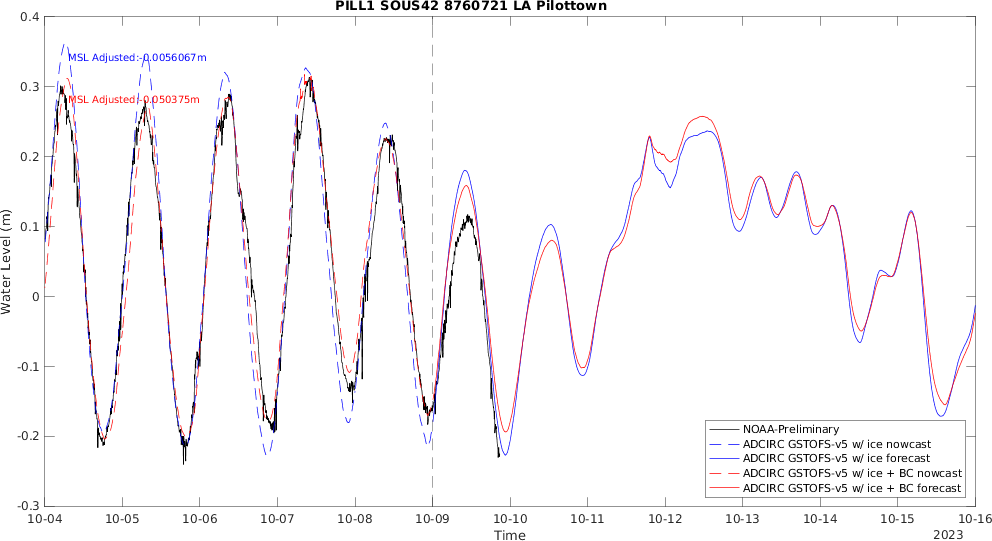 PILL1 SOUS42 8760721 LA Pilottown
0.4
0.3
0.2
0.1
0
-0.1
-0.2
-0.3
Water Level (m)
MSL Adjusted:-0.0056067m
MSL Adjusted:-0.050375m
NOAA-Preliminary
ADCIRC GSTOFS-v5 w/ ice nowcast
ADCIRC GSTOFS-v5 w/ ice forecast
ADCIRC GSTOFS-v5 w/ ice + BC nowcast
ADCIRC GSTOFS-v5 w/ ice + BC forecast
10-04 10-05 10-06 10-07 10-08 10-09 10-10 10-11 10-12 10-13 10-14 10-15 10-16
Time
2023